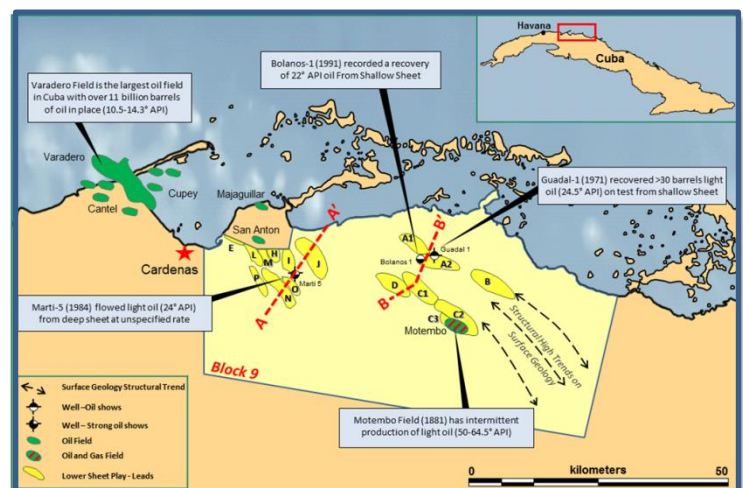 Havana
Cuba
Bolanos-1 (1991) recorded a recovery
of 22° API oil From Shallow Sheet
Varadero Field is the largest oil field
in Cuba with over 11 billion barrels
of oil in place (10.5-14.3° API)
Guadal-1 (1971) recovered >30 barrels light
oil (24.5° API) on test from shallow Sheet
Varadero
Cupey
Cantel
Majaguillar
San Anton
Cardenas
A'
B'
E
L
H
M
I
J
P
O
N
Marti 5
A
A1
Guadal 1
Bolanos 1
A2
D
B
C1
B
C3
C2
Motembo
Structural High Trends on
Surface Geology
Marti-5 (1984) flowed light oil (24° API)
from deep sheet at unspecified rate
Block 9
Motembo Field (1881) has intermittent
production of light oil (50-64.5° API)
Surface Geology Structural Trend
Well –Oil shows
Well – Strong oil shows
Oil Field
Oil and Gas Field
Lower Sheet Play - Leads
0 kilometers 50